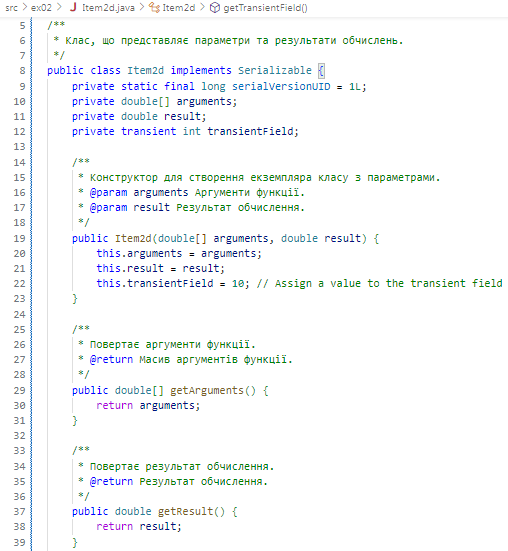 src > ex02 > J Item2d.java > Item2d > getTransientField()
5 /**
6 * Клас, що представляє параметри та результати обчислень.
7 */
8 public class Item2d implements Serializable {
9 private static final long serialVersionUID = 1L;
10 private double[] arguments;
11 private double result;
12 private transient int transientField;
13
14 /**
15 * Конструктор для створення екземпляра класу з параметрами.
16 * @param arguments Аргументи функції.
17 * @param result Результат обчислення.
18 */
19 public Item2d(double[] arguments, double result) {
20 this.arguments = arguments;
21 this.result = result;
22 this.transientField = 10; // Assign a value to the transient field
23 }
24
25 /**
26 * Повертає аргументи функції.
27 * @return Масив аргументів функції.
28 */
29 public double[] getArguments() {
30 return arguments;
31 }
32
33 /**
34 * Повертає результат обчислення.
35 * @return Результат обчислення.
36 */
37 public double getResult() {
38 return result;
39 }